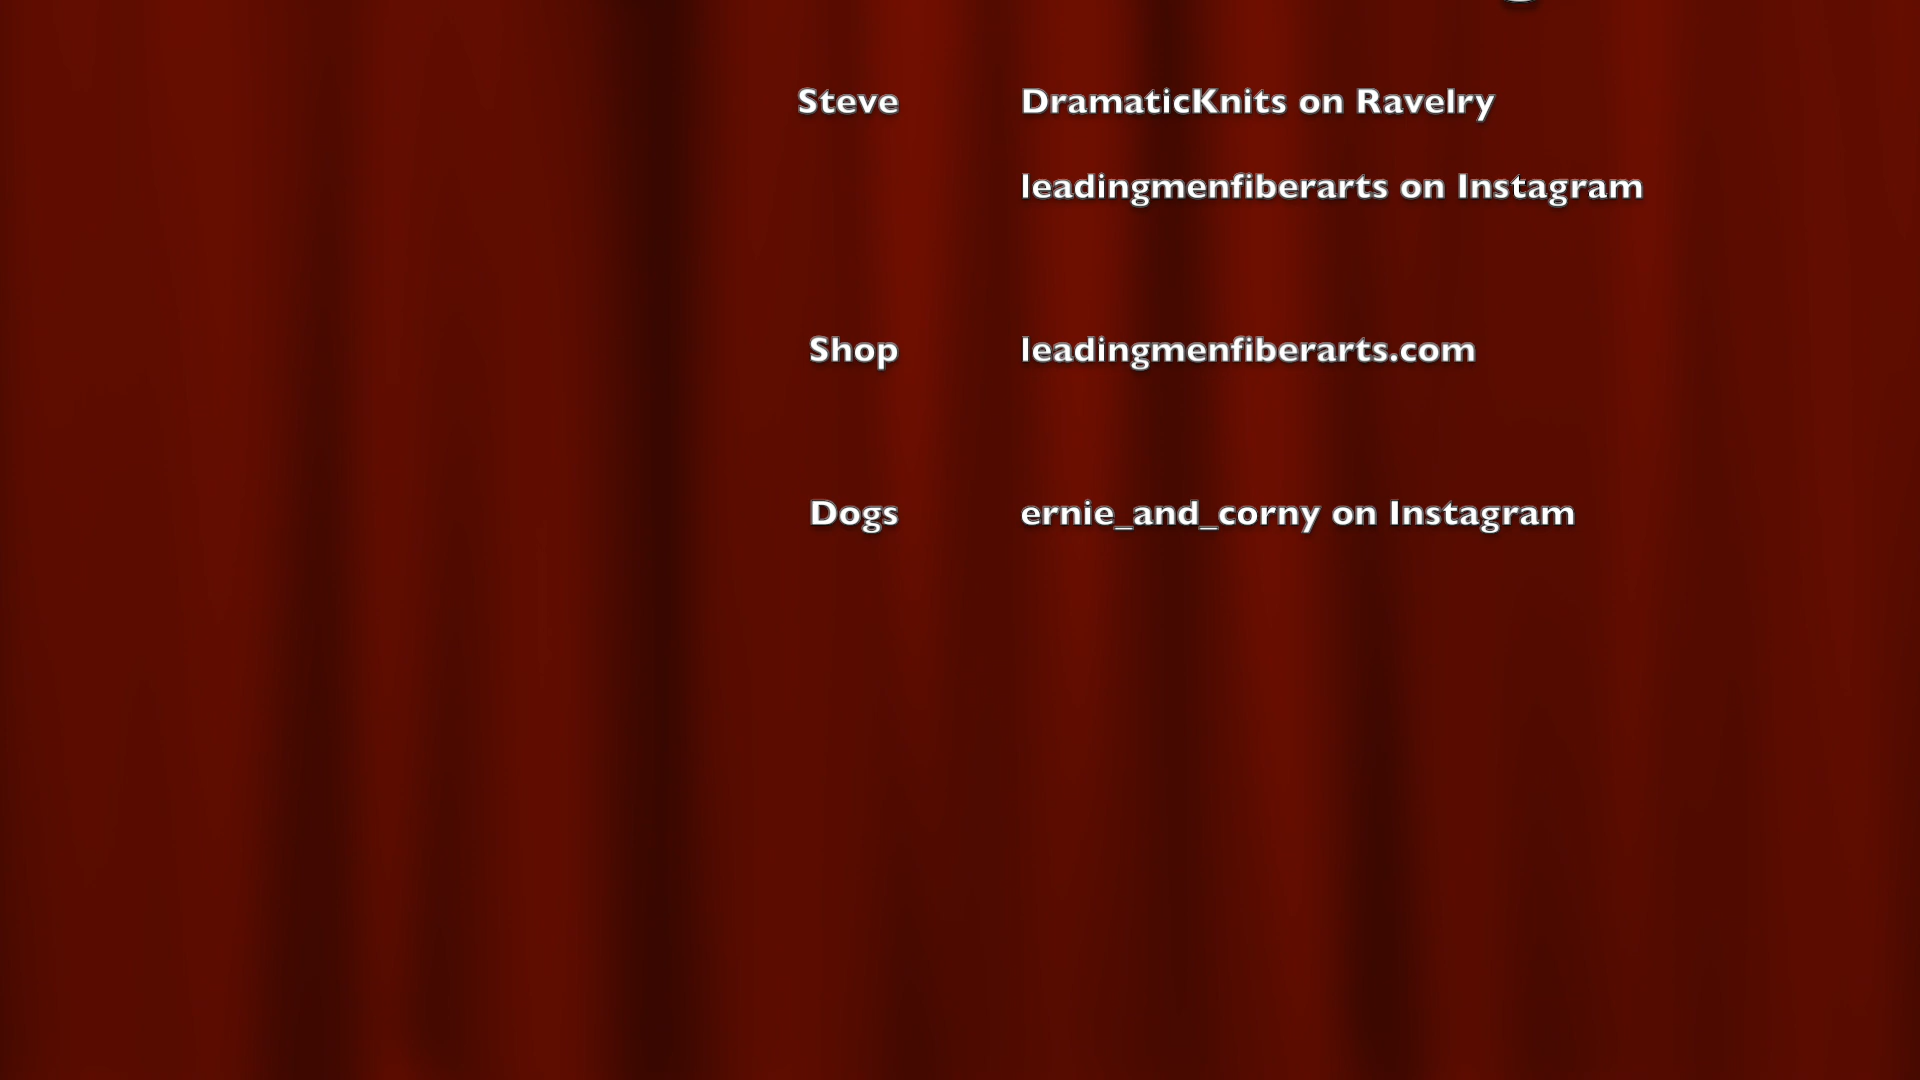 Steve DramaticKnits on Ravelry
leadingmenfiberarts on Instagram
Shop leadingmenfiberarts.com
Dogs ernie_and_corny on Instagram